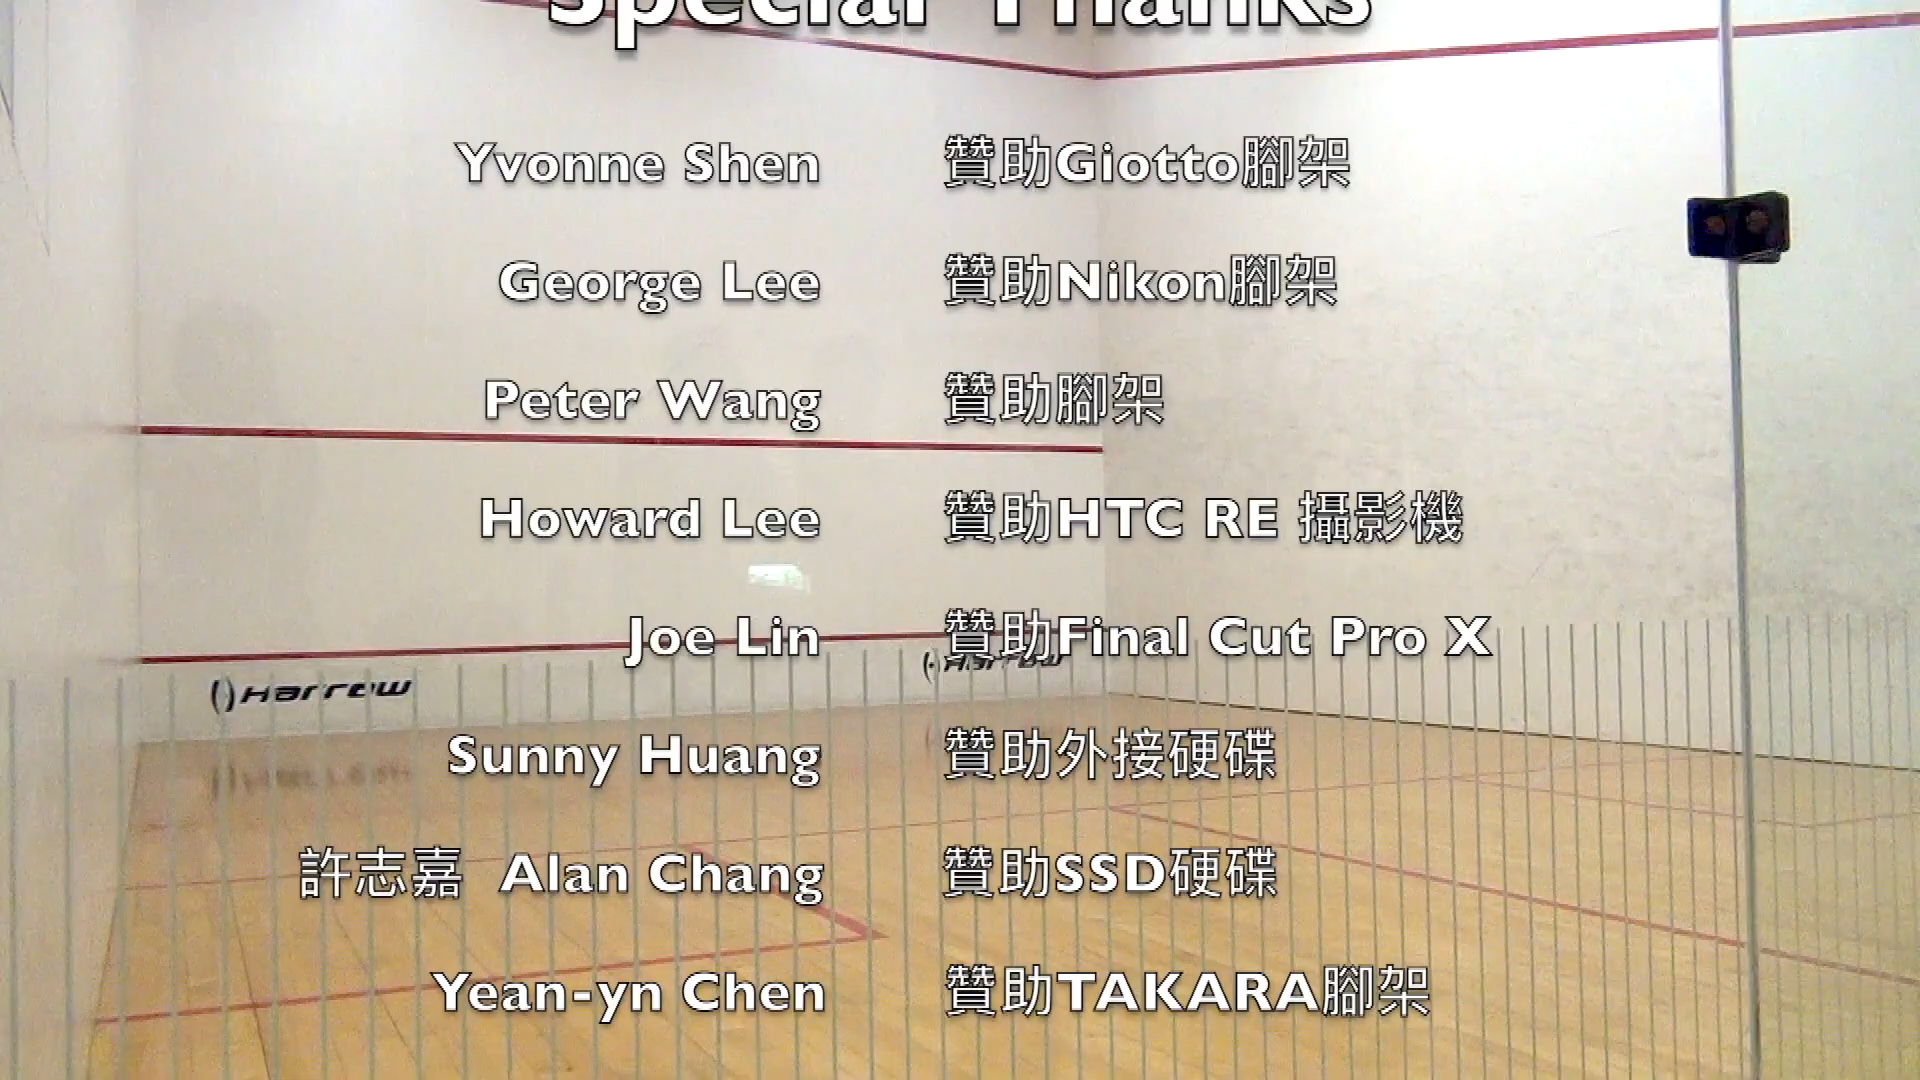 Special Thanks
Yvonne Shen 贊助Giotto腳架
George Lee 贊助Nikon腳架
Peter Wang 贊助腳架
Howard Lee 贊助HTC RE 攝影機
Joe Lin 贊助Final Cut Pro X
Harrow
Harrow
Sunny Huang 贊助外接硬碟
許志嘉 Alan Chang 贊助SSD硬碟
Yean-yn Chen 贊助TAKARA腳架